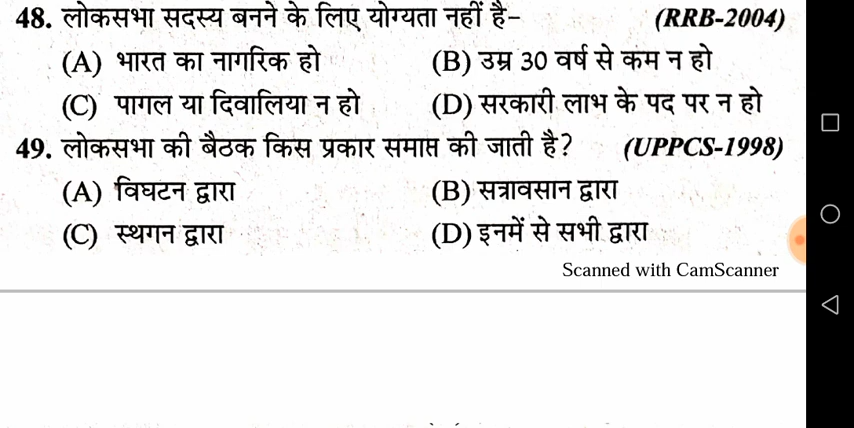 48. लोकसभा सदस्य बनने के लिए योग्यता नहीं है- (RRB-2004)
(A) भारत का नागरिक हो (B) उम्र 30 वर्ष से कम न हो
(C) पागल या दिवालिया न हो (D) सरकारी लाभ के पद पर न हो
49. लोकसभा की बैठक किस प्रकार समाप्त की जाती है? (UPPCS-1998)
(A) विघटन द्वारा (B) सत्रावसान द्वारा
(C) स्थगन द्वारा (D) इनमें से सभी द्वारा
Scanned with CamScanner